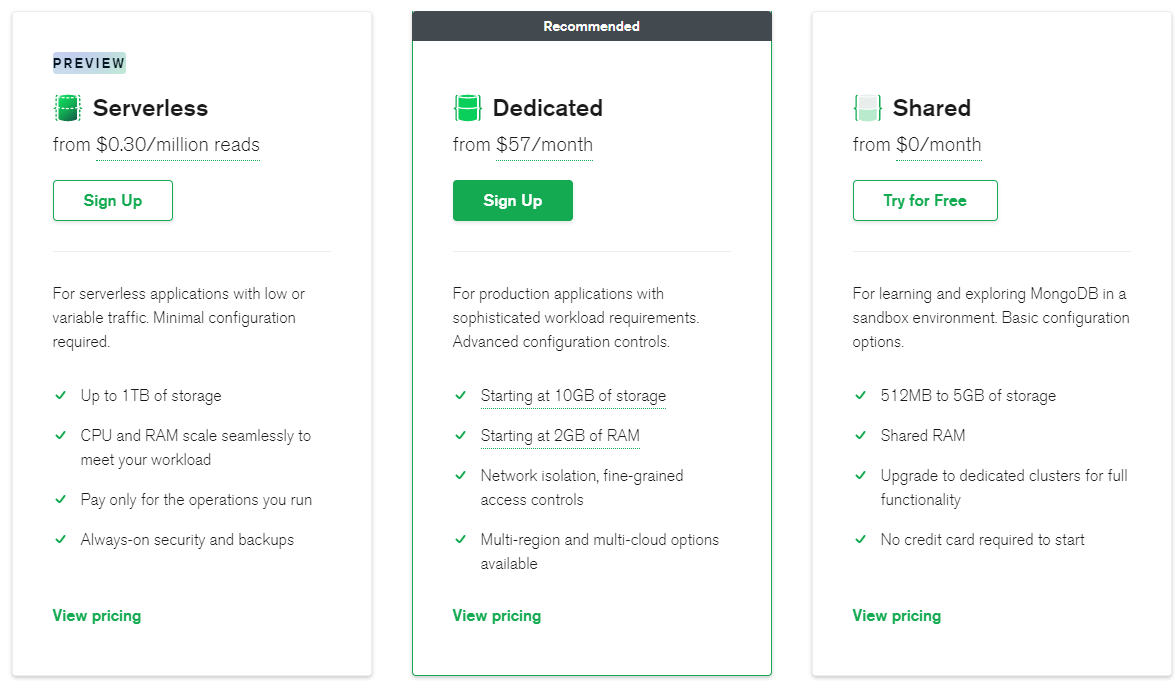 PREVIEW
Serverless
from $0.30/million reads
Sign Up
For serverless applications with low or
variable traffic. Minimal configuration
required.
Up to 1TB of storage
CPU and RAM scale seamlessly to
meet your workload
Pay only for the operations you run
Always-on security and backups
View pricing
Recommended
Dedicated
from $57/month
Sign Up
For production applications with
sophisticated workload requirements.
Advanced configuration controls.
Starting at 10GB of storage
Starting at 2GB of RAM
Network isolation, fine-grained
access controls
Multi-region and multi-cloud options
available
View pricing
Shared
from $0/month
Try for Free
For learning and exploring MongoDB in a
sandbox environment. Basic configuration
options.
512MB to 5GB of storage
Shared RAM
Upgrade to dedicated clusters for full
functionality
No credit card required to start
View pricing